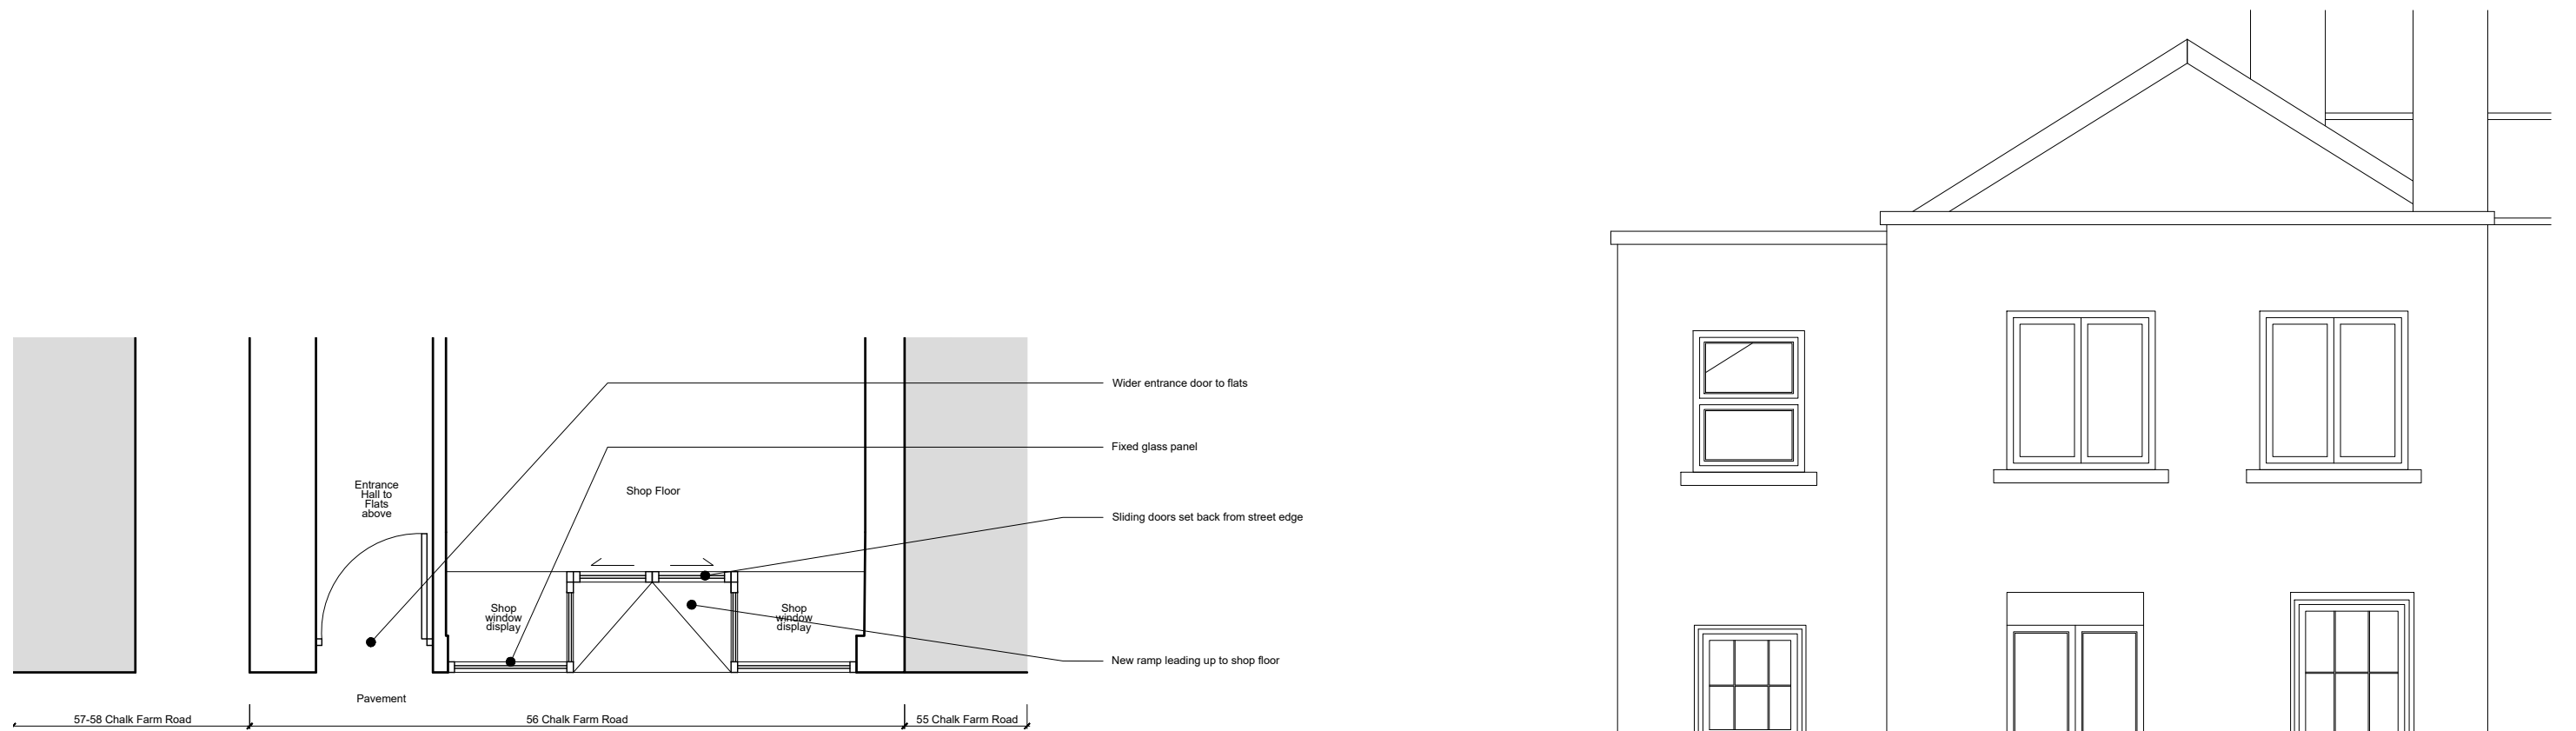 Wider entrance door to flats
Fixed glass panel
Entrance
Hall to
Flats
above
Shop Floor
Sliding doors set back from street edge
Shop
window
display
Shop
window
display
New ramp leading up to shop floor
Pavement
57-58 Chalk Farm Road
56 Chalk Farm Road
55 Chalk Farm Road